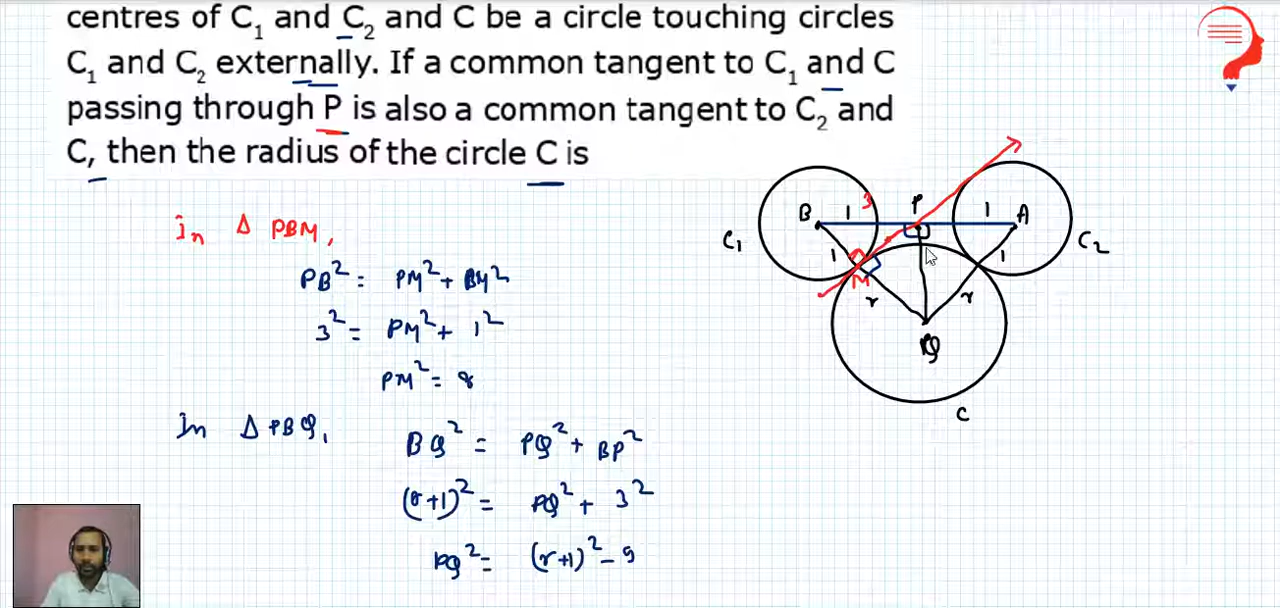 centres of C₁ and C₂ and C be a circle touching circles
C₁ and C₂ externally. If a common tangent to C₁ and C
passing through P is also a common tangent to C₂ and
C, then the radius of the circle C is
in Δ PBM,
PB² = PM² + BM²
3² = PM² + 1²
PM² = 8
In Δ PBQ,
BQ² = PQ² + BP²
(r+1)² = PQ² + 3²
PQ² = (r+1)² - 9
B 1 3 P 1 A
C₁ 1 M 1 C₂
r r
Q
C